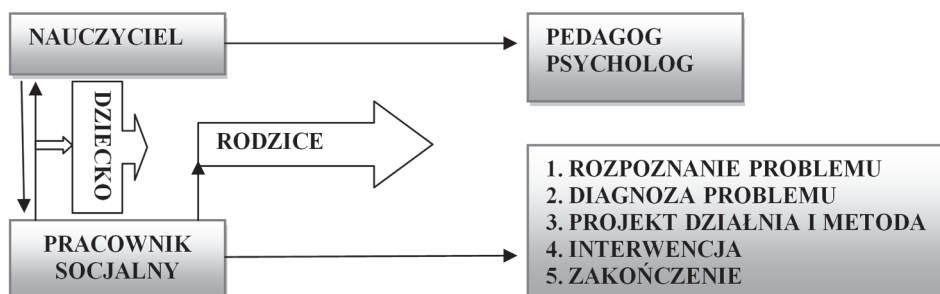 NAUCZYCIEL
PEDAGOG
PSYCHOLOG
DZIECKO
RODZICE
PRACOWNIK
SOCJALNY
1. ROZPOZNANIE PROBLEMU
2. DIAGNOZA PROBLEMU
3. PROJEKT DZIAŁNIA I METODA
4. INTERWENCJA
5. ZAKOŃCZENIE